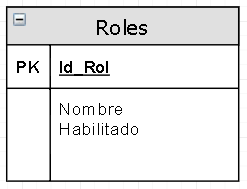 Roles
PK Id_Rol
Nombre
Habilitado